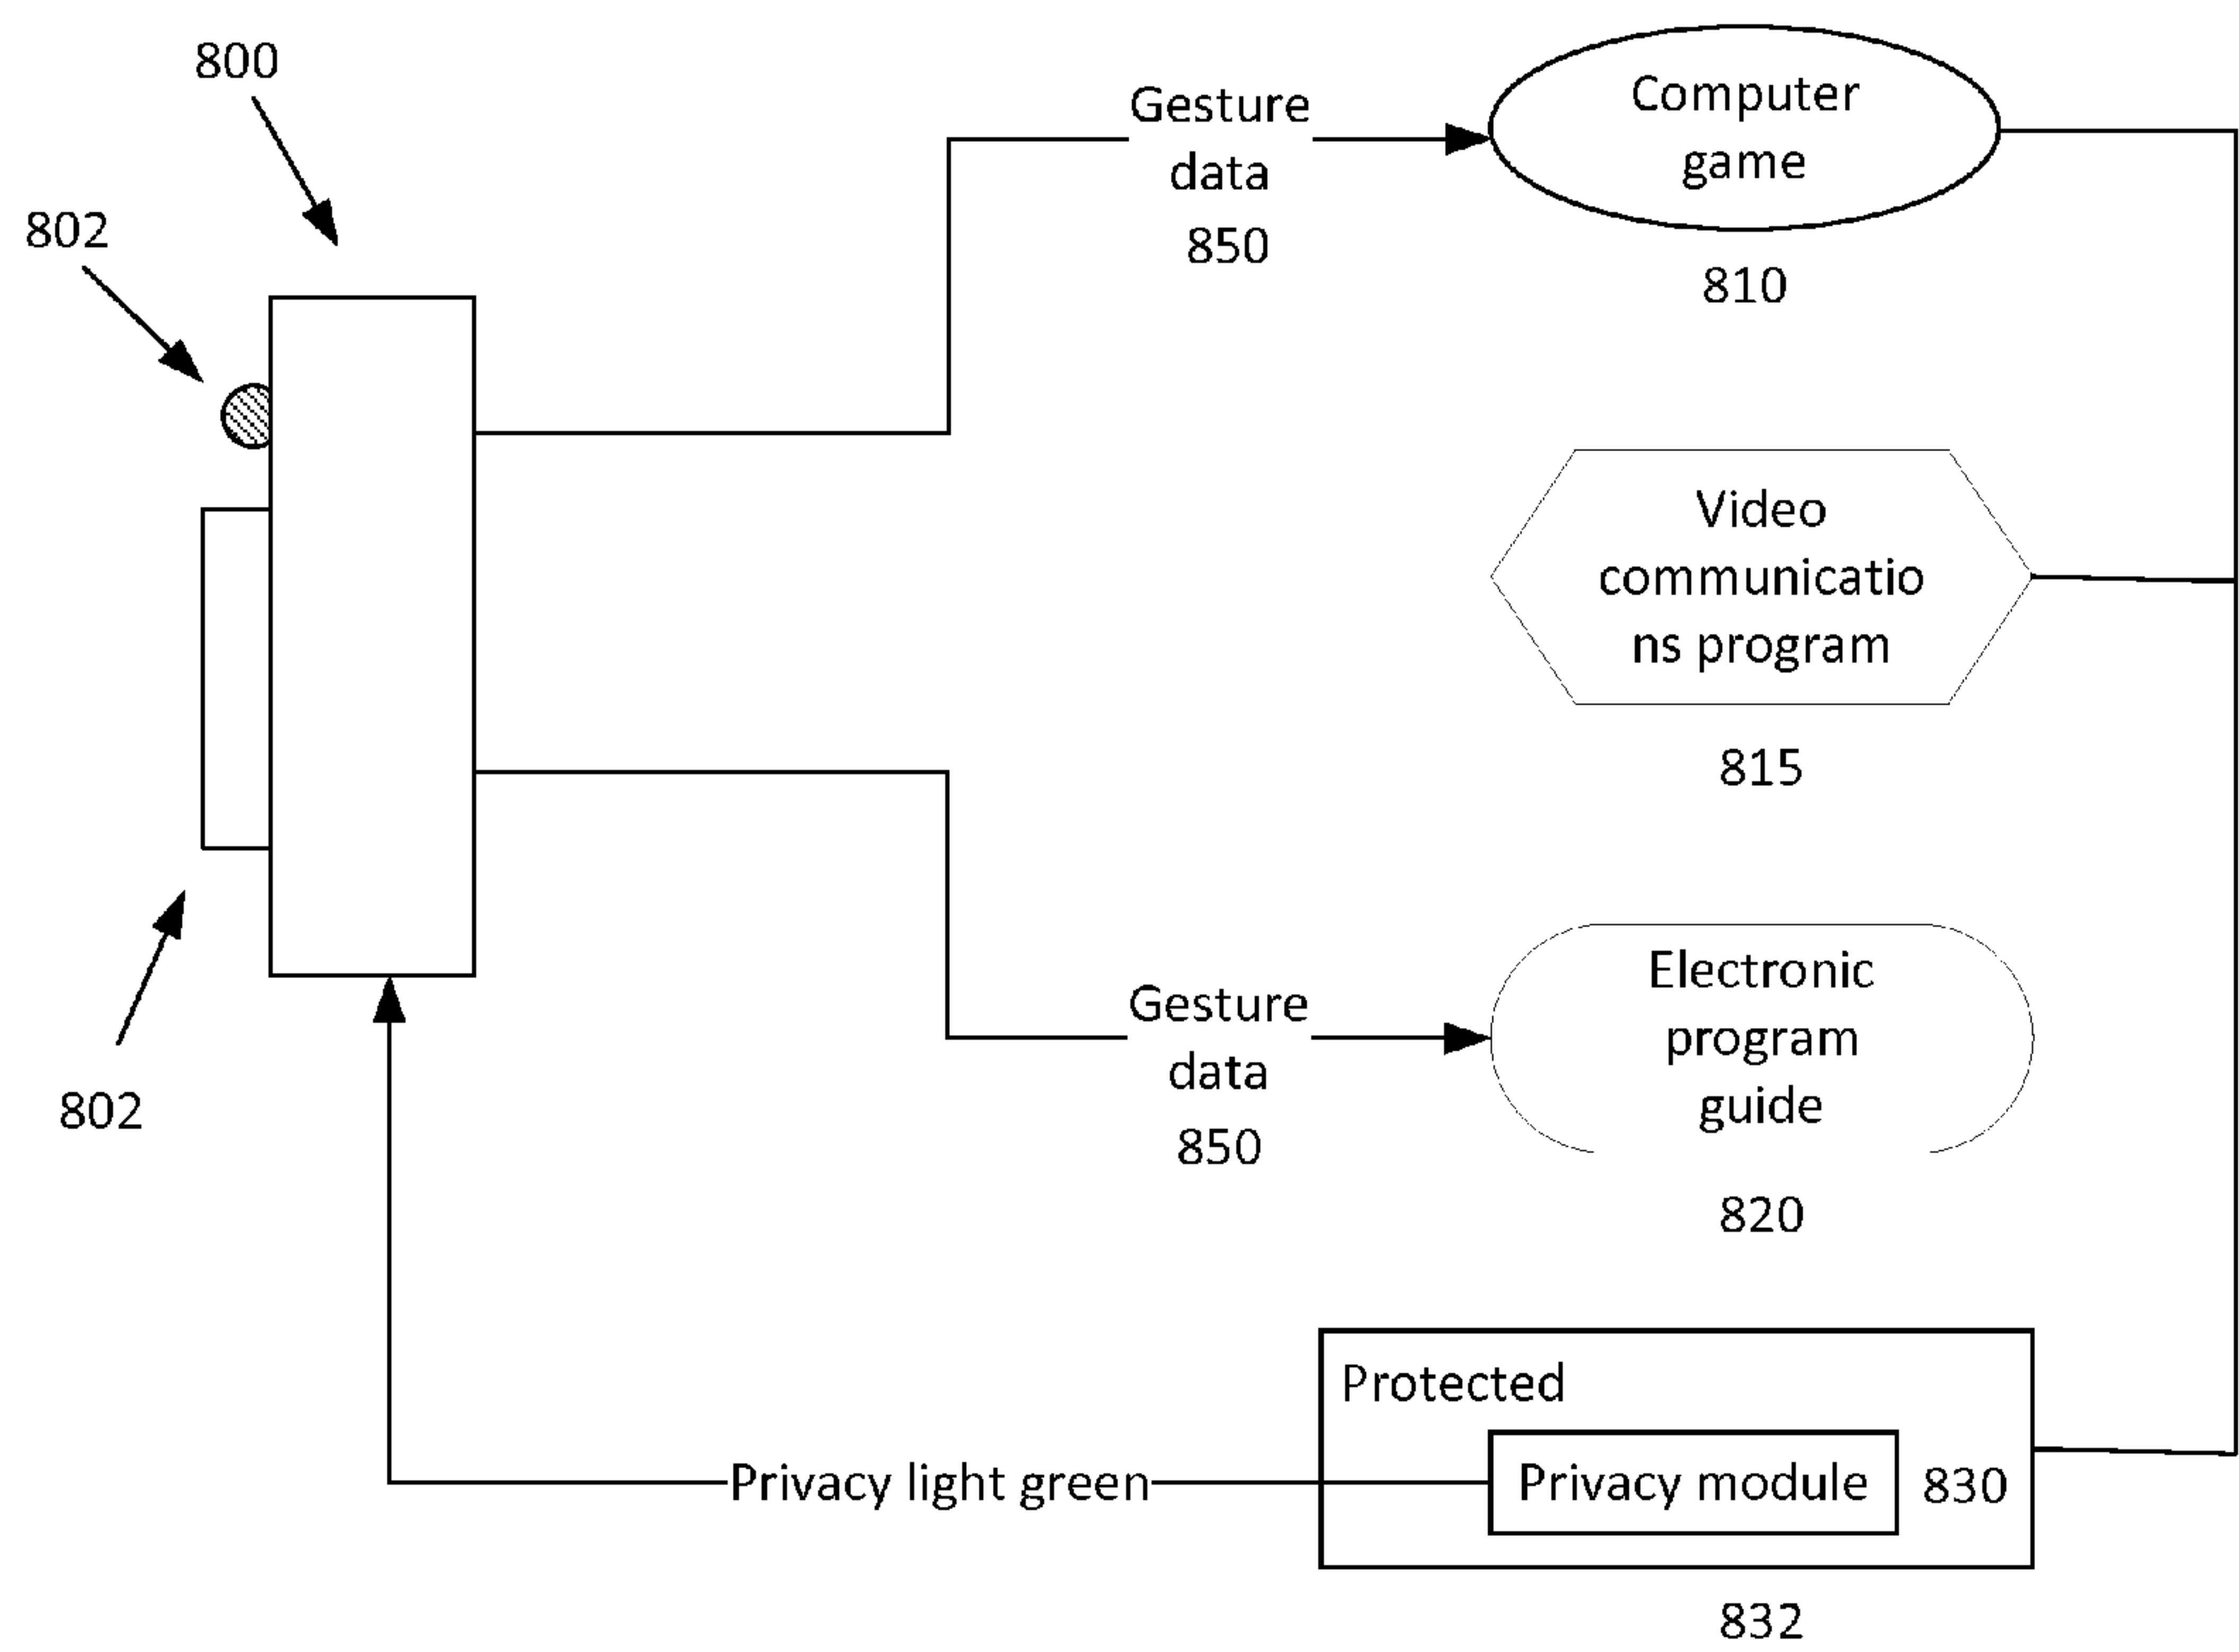 800
802
Gesture
data
850
Computer
game
810
Video
communicatio
ns program
815
802
Gesture
data
850
Electronic
program
guide
820
Protected
Privacy light green
Privacy module
830
832